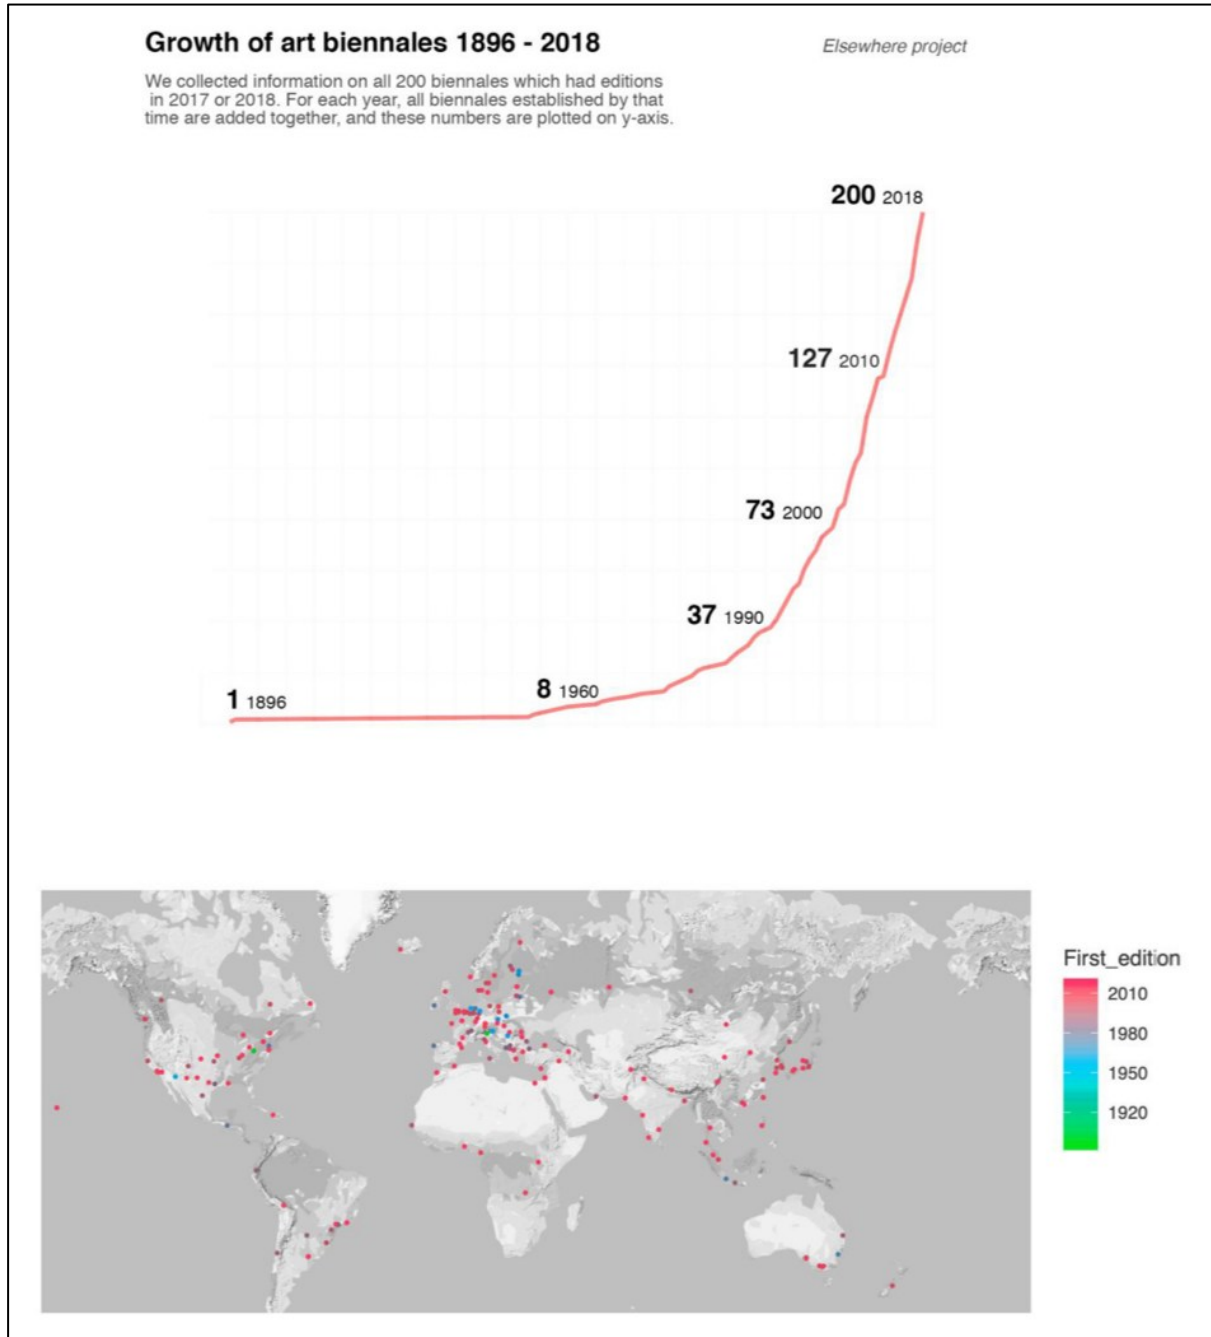 Growth of art biennales 1896 - 2018
Elsewhere project
We collected information on all 200 biennales which had editions
in 2017 or 2018. For each year, all biennales established by that
time are added together, and these numbers are plotted on y-axis.
200 2018
127 2010
73 2000
37 1990
8 1960
1 1896
First_edition
2010
1980
1950
1920